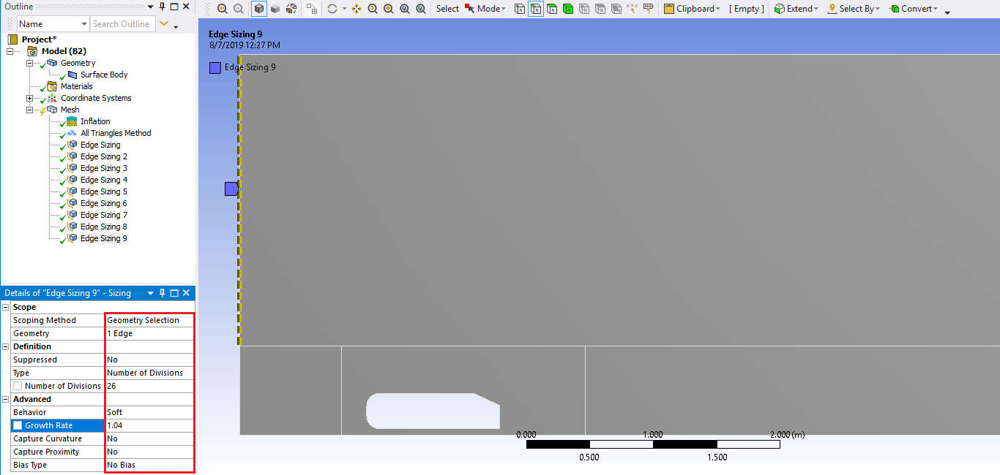 Outline
Select Mode Clipboard [ Empty ] Extend Select By Convert
Name Search Outline
Project*
Model (B2)
Geometry
Surface Body
Materials
Coordinate Systems
Mesh
Inflation
All Triangles Method
Edge Sizing
Edge Sizing 2
Edge Sizing 3
Edge Sizing 4
Edge Sizing 5
Edge Sizing 6
Edge Sizing 7
Edge Sizing 8
Edge Sizing 9
Details of "Edge Sizing 9" - Sizing
Scope
Scoping Method Geometry Selection
Geometry 1 Edge
Definition
Suppressed No
Type Number of Divisions
Number of Divisions 26
Advanced
Behavior Soft
Growth Rate 1.04
Capture Curvature No
Capture Proximity No
Bias Type No Bias
Edge Sizing 9
8/7/2019 12:27 PM
Edge Sizing 9
0.000 1.000 2.000 (m)
0.500 1.500